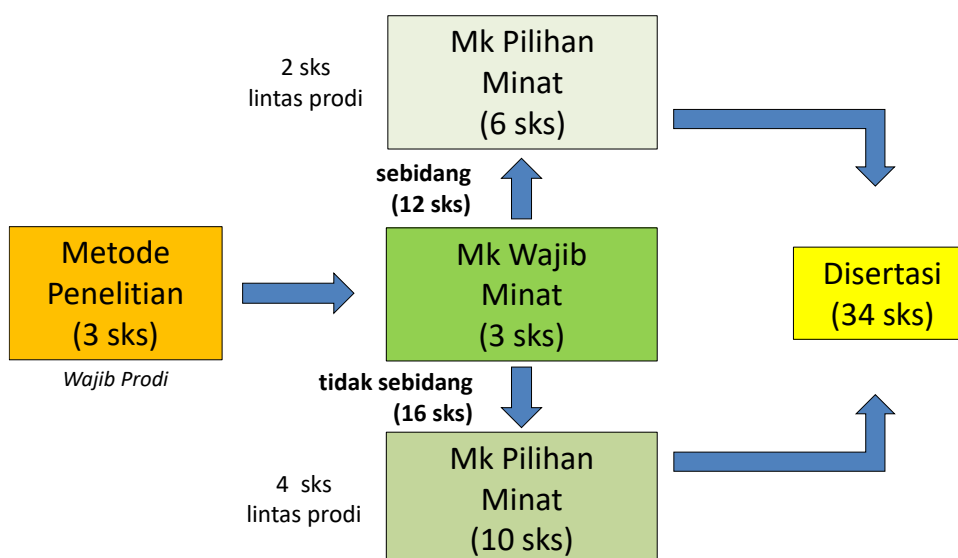 Mk Pilihan
Minat
(6 sks)
2 sks
lintas prodi
sebidang
(12 sks)
Metode
Penelitian
(3 sks)
Wajib Prodi
Mk Wajib
Minat
(3 sks)
Disertasi
(34 sks)
tidak sebidang
(16 sks)
Mk Pilihan
Minat
(10 sks)
4 sks
lintas prodi